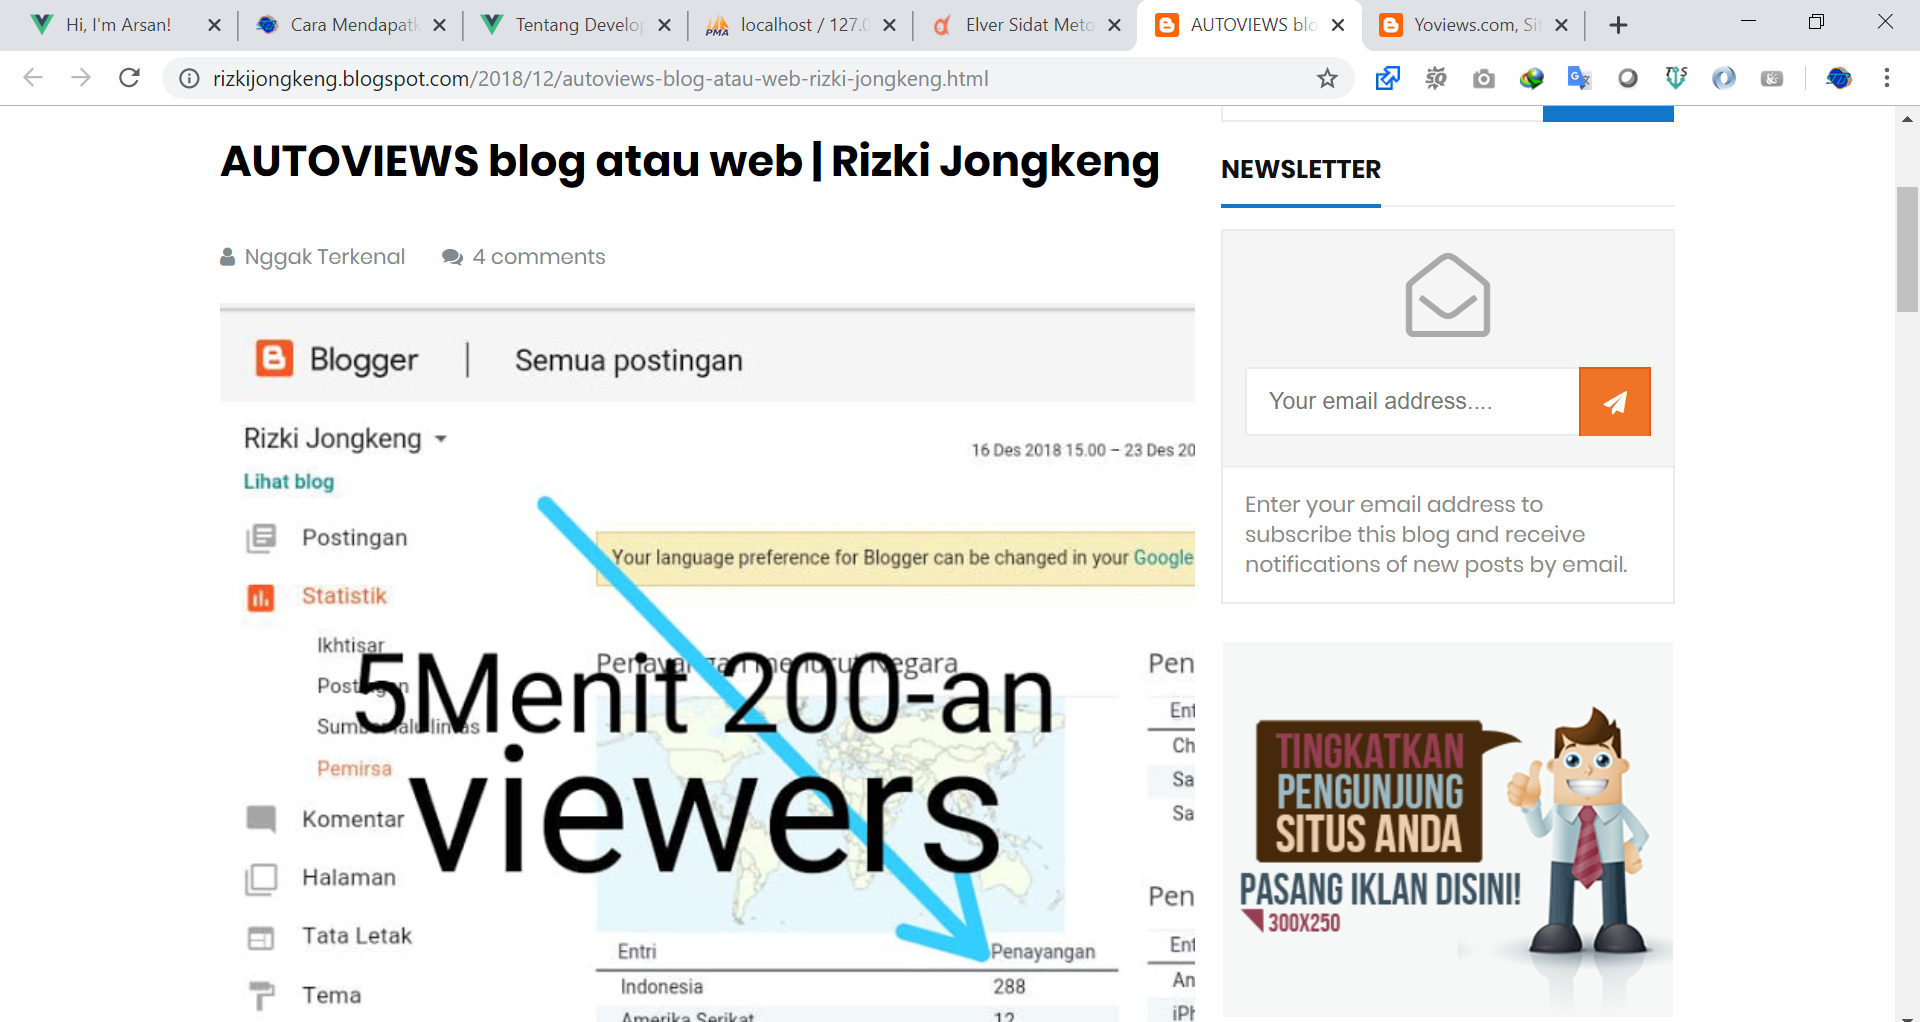 Hi, I'm Arsan!
Cara Mendapatk
Tentang Develop
localhost / 127.0
Elver Sidat Meto
AUTOVIEWS blo
Yoviews.com, Sit
rizkijongkeng.blogspot.com/2018/12/autoviews-blog-atau-web-rizki-jongkeng.html
AUTOVIEWS blog atau web | Rizki Jongkeng
Nggak Terkenal
4 comments
Blogger | Semua postingan
Rizki Jongkeng
16 Des 2018 15.00 – 23 Des 20
Lihat blog
Postingan
Your language preference for Blogger can be changed in your Google
Statistik
Ikhtisar
Penayangan menurut Negara
Pen
Postingan
5Menit 200-an
Ent
Sumber lalu lintas
Ch
Pemirsa
viewers
Sa
Sa
Komentar
Halaman
Pen
Tata Letak
Entri
Penayangan
Ent
Indonesia
288
An
Tema
Amerika Serikat
12
iPh
NEWSLETTER
Your email address....
Enter your email address to
subscribe this blog and receive
notifications of new posts by email.
TINGKATKAN
PENGUNJUNG
SITUS ANDA
PASANG IKLAN DISINI!
300X250